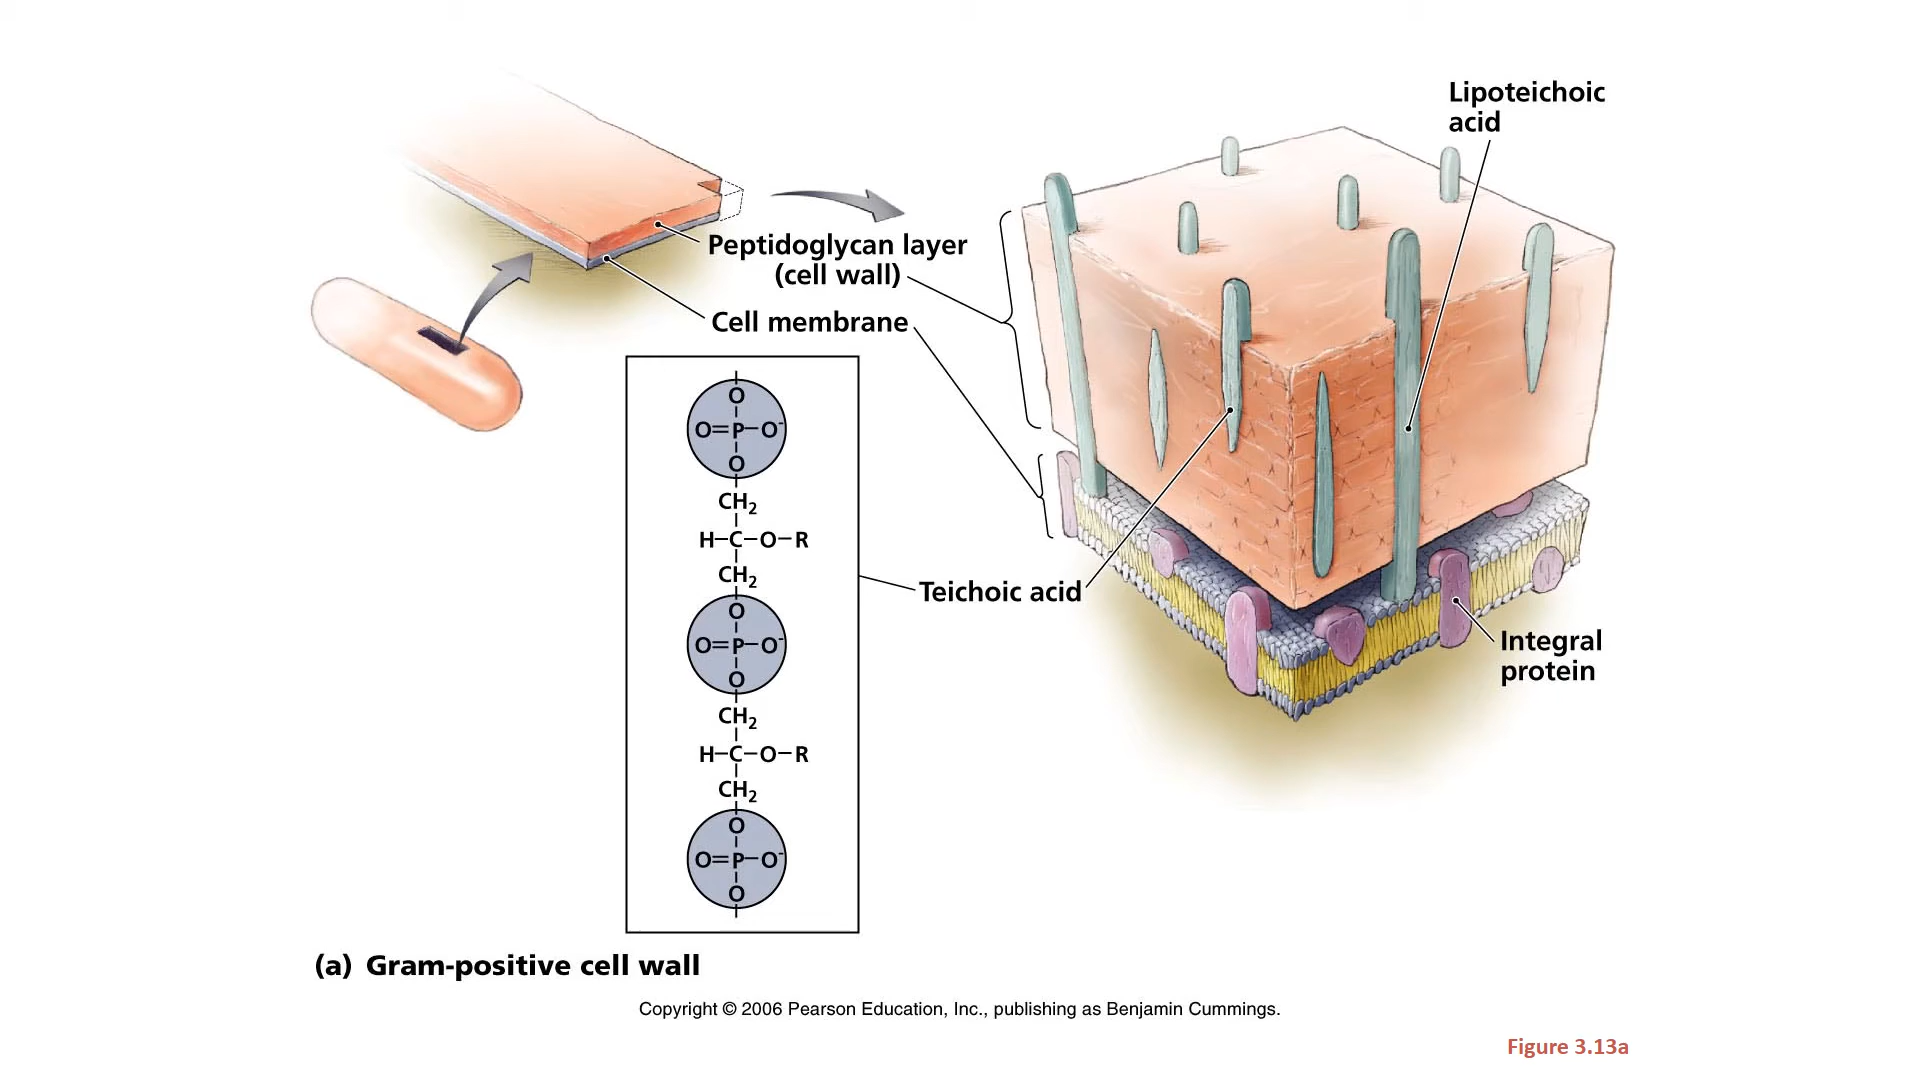 Lipoteichoic
acid
Peptidoglycan layer
(cell wall)
Cell membrane
O
O=P–O⁻
O
CH₂
H–C–O–R
CH₂
O
O=P–O⁻
O
CH₂
H–C–O–R
CH₂
O
O=P–O⁻
O
Teichoic acid
Integral
protein
(a) Gram-positive cell wall
Copyright © 2006 Pearson Education, Inc., publishing as Benjamin Cummings.
Figure 3.13a